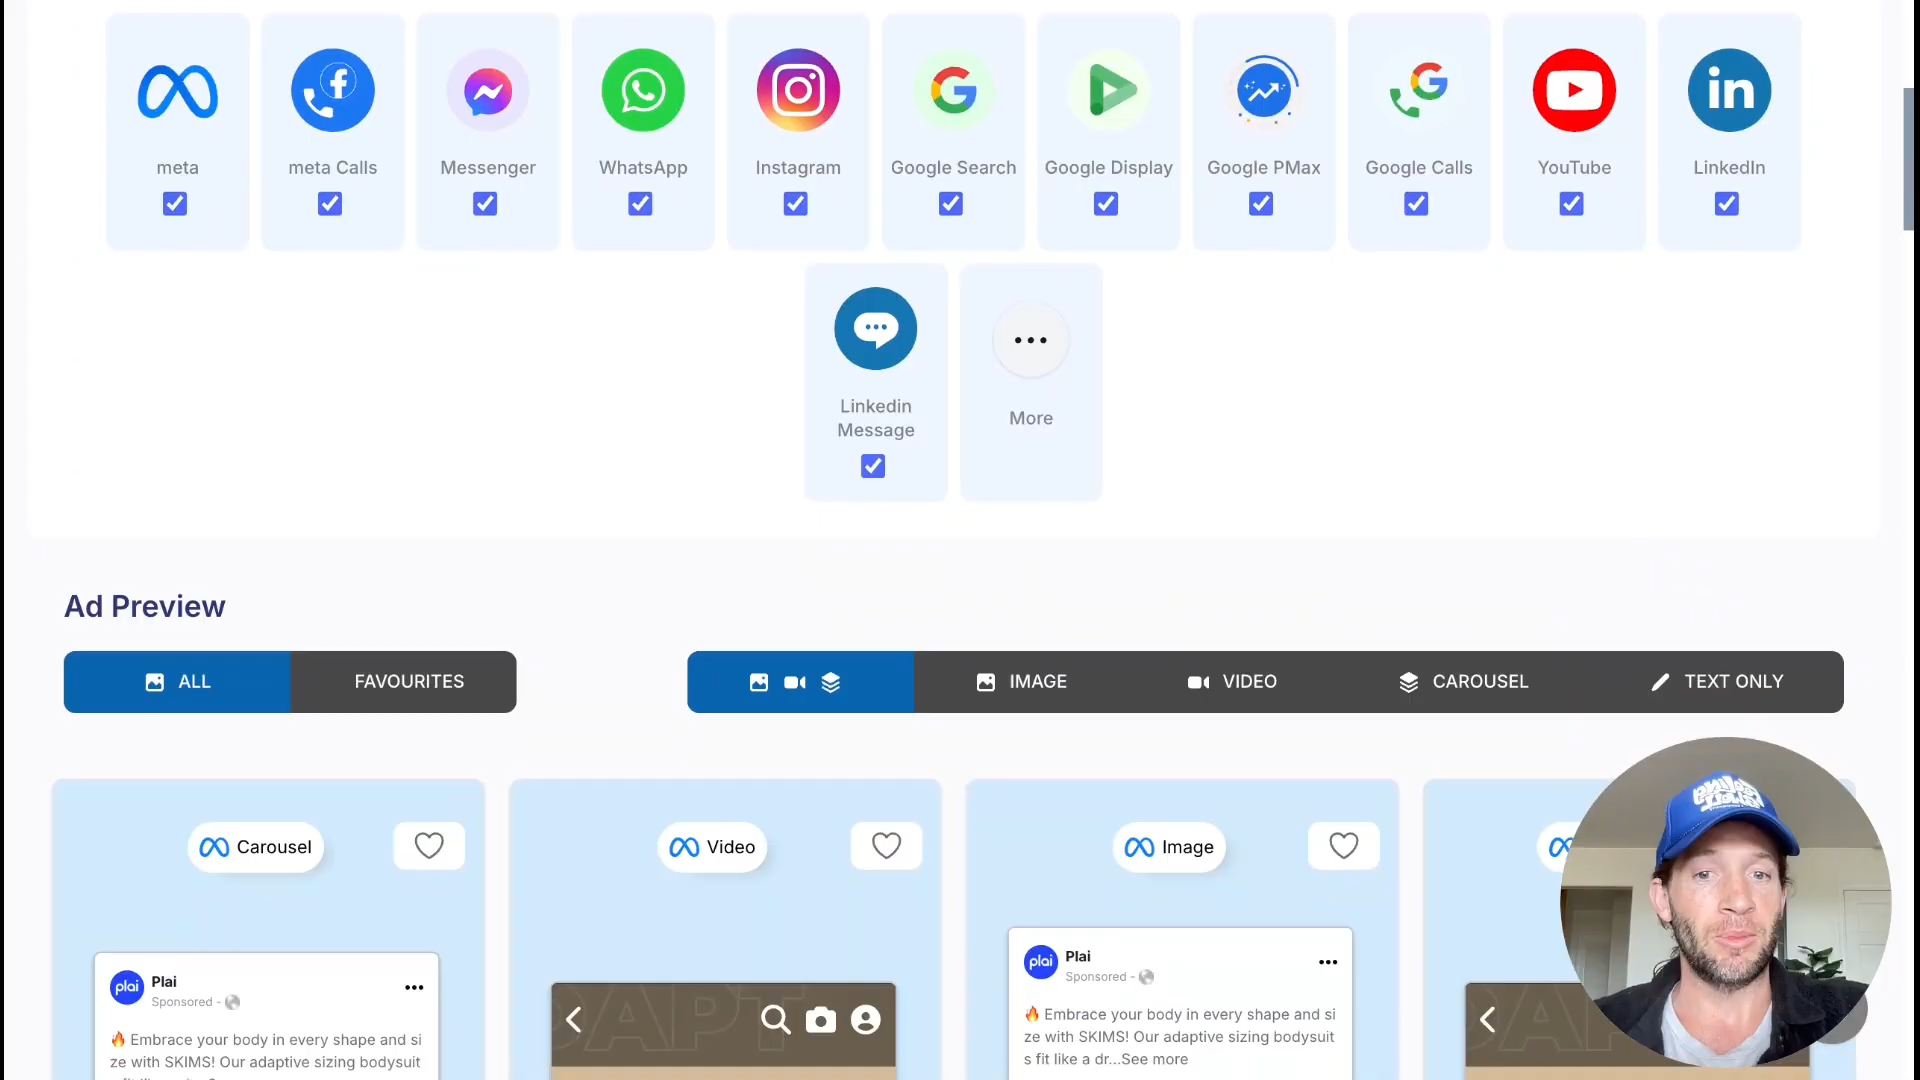 meta
meta Calls
Messenger
WhatsApp
Instagram
Google Search
Google Display
Google PMax
Google Calls
YouTube
LinkedIn
Linkedin
Message
More
Ad Preview
ALL
FAVOURITES
IMAGE
VIDEO
CAROUSEL
TEXT ONLY
Carousel
Video
Image
plai
Plai
Sponsored -
🔥 Embrace your body in every shape and si
ze with SKIMS! Our adaptive sizing bodysuit
plai
Plai
Sponsored -
🔥 Embrace your body in every shape and si
ze with SKIMS! Our adaptive sizing bodysuit
s fit like a dr...See more